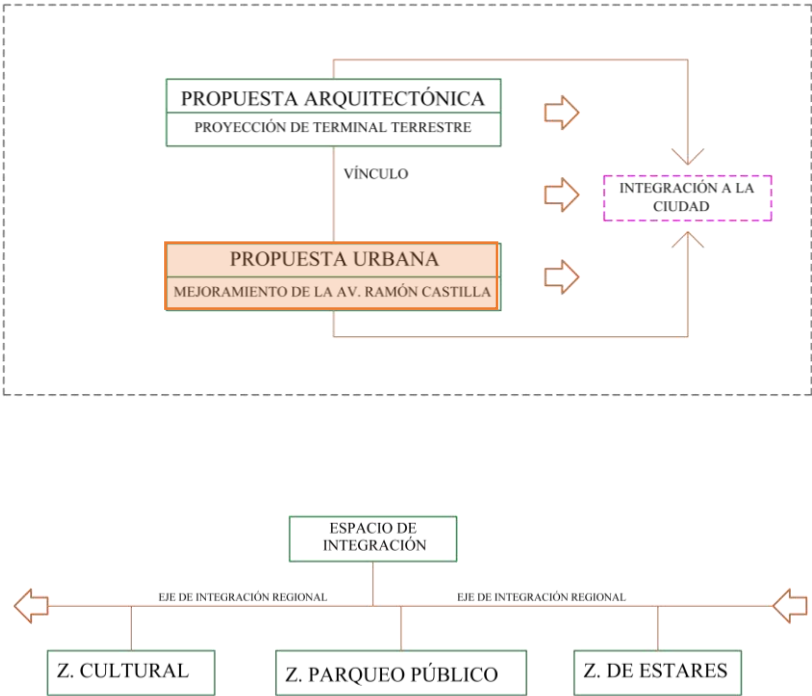 PROPUESTA ARQUITECTÓNICA
PROYECCIÓN DE TERMINAL TERRESTRE
VÍNCULO
INTEGRACIÓN A LA
CIUDAD
PROPUESTA URBANA
MEJORAMIENTO DE LA AV. RAMÓN CASTILLA
ESPACIO DE
INTEGRACIÓN
EJE DE INTEGRACIÓN REGIONAL
EJE DE INTEGRACIÓN REGIONAL
Z. CULTURAL
Z. PARQUEO PÚBLICO
Z. DE ESTARES